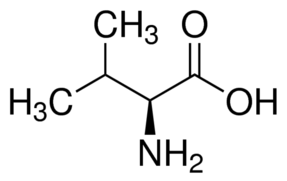 CH₃ O
H₃C OH
NH₂